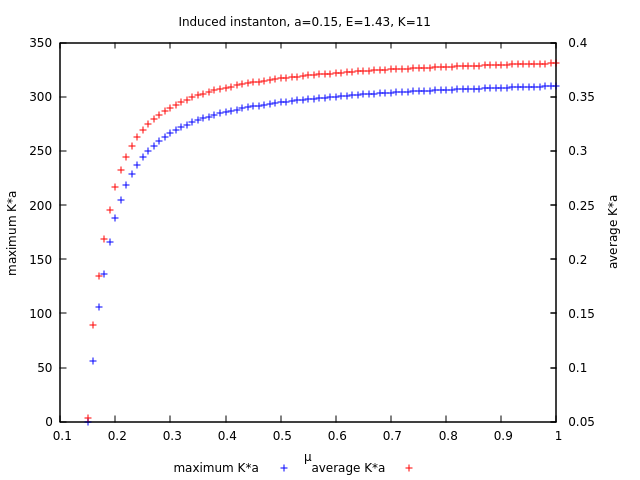 Induced instanton, a=0.15, E=1.43, K=11
350 0.4
300 0.35
250 0.3
200 0.25
150 0.2
100 0.15
50 0.1
0 0.05
maximum K*a
average K*a
0.1 0.2 0.3 0.4 0.5 0.6 0.7 0.8 0.9 1
μ
maximum K*a average K*a